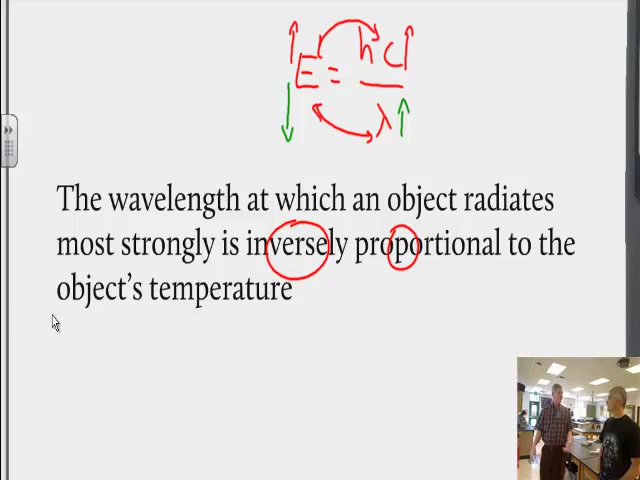 E = hc
λ
The wavelength at which an object radiates
most strongly is inversely proportional to the
object's temperature